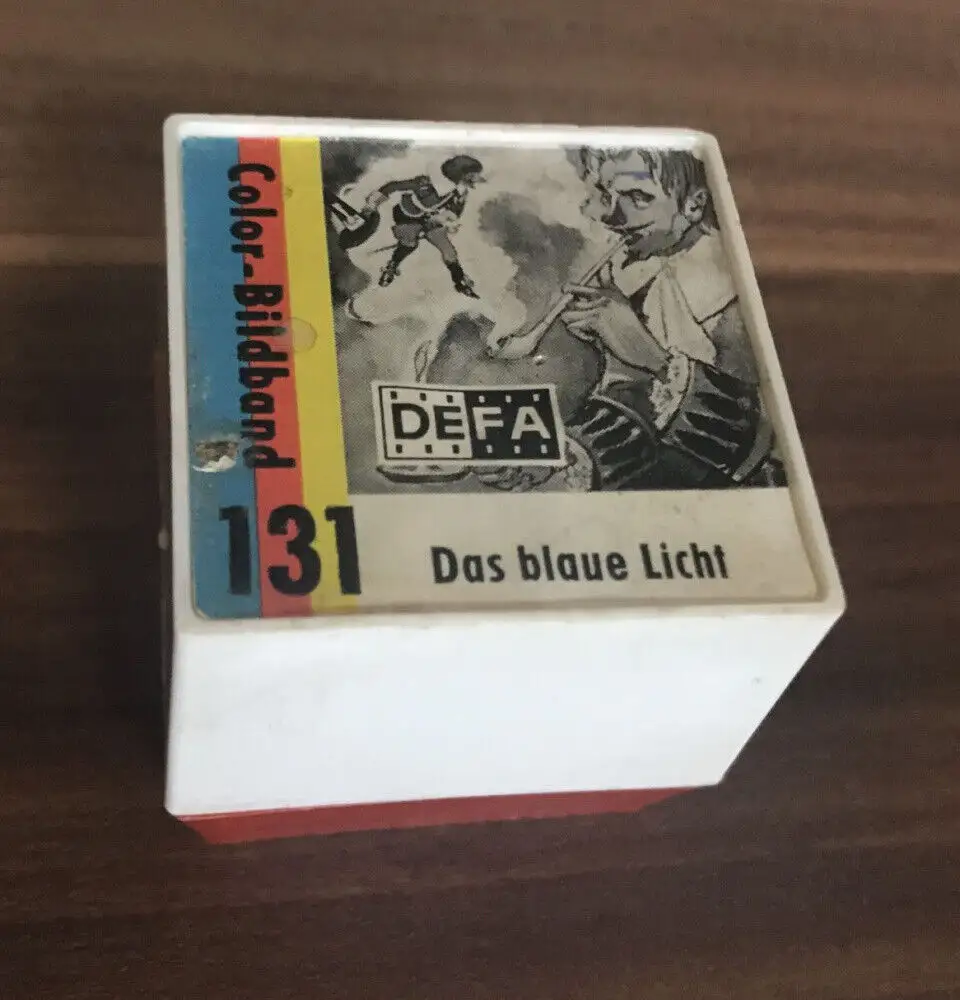 Color-Bildband
DEFA
131
Das blaue Licht